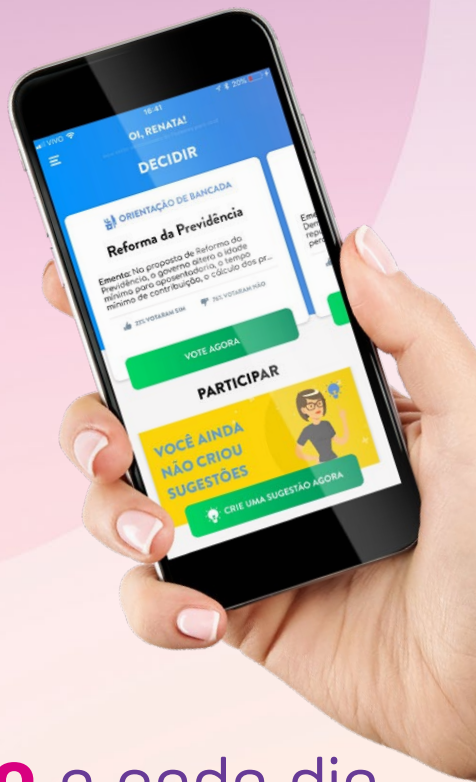 VIVO
16:41
20%
OI, RENATA!
DECIDIR
ORIENTAÇÃO DE BANCADA
Reforma da Previdência
Ementa: Na proposta de Reforma da
Previdência, o governo altera a idade
mínima para aposentadoria, o tempo
mínimo de contribuição, o cálculo dos pr...
VOTARAM SIM
VOTARAM NÃO
VOTE AGORA
PARTICIPAR
VOCÊ AINDA
NÃO CRIOU
SUGESTÕES
CRIE UMA SUGESTÃO AGORA
a cada dia